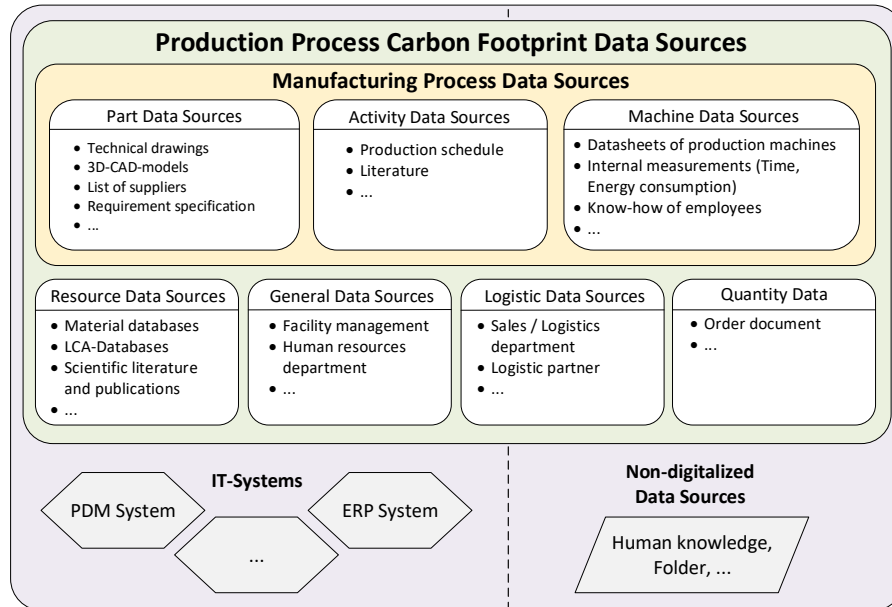 Production Process Carbon Footprint Data Sources
Manufacturing Process Data Sources
Part Data Sources
• Technical drawings
• 3D-CAD-models
• List of suppliers
• Requirement specification
• ...
Activity Data Sources
• Production schedule
• Literature
• ...
Machine Data Sources
• Datasheets of production machines
• Internal measurements (Time,
Energy consumption)
• Know-how of employees
• ...
Resource Data Sources
• Material databases
• LCA-Databases
• Scientific literature
and publications
• ...
General Data Sources
• Facility management
• Human resources
department
• ...
Logistic Data Sources
• Sales / Logistics
department
• Logistic partner
• ...
Quantity Data
• Order document
• ...
IT-Systems
PDM System
...
ERP System
Non-digitalized
Data Sources
Human knowledge,
Folder, ...